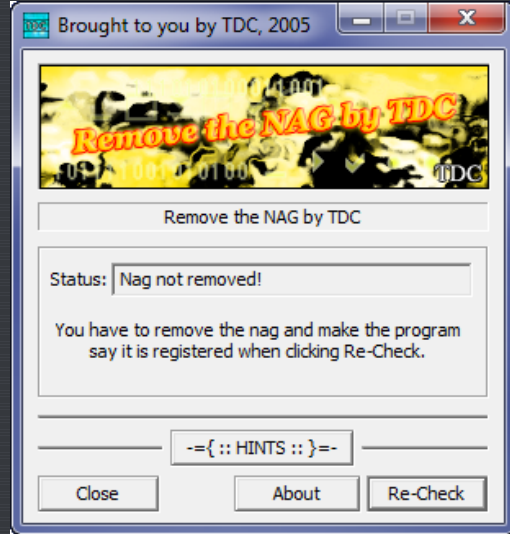 Brought to you by TDC, 2005
Remove the NAG by TDC
TDC
Remove the NAG by TDC
Status: Nag not removed!
You have to remove the nag and make the program
say it is registered when clicking Re-Check.
-={ :: HINTS :: }=-
Close About Re-Check